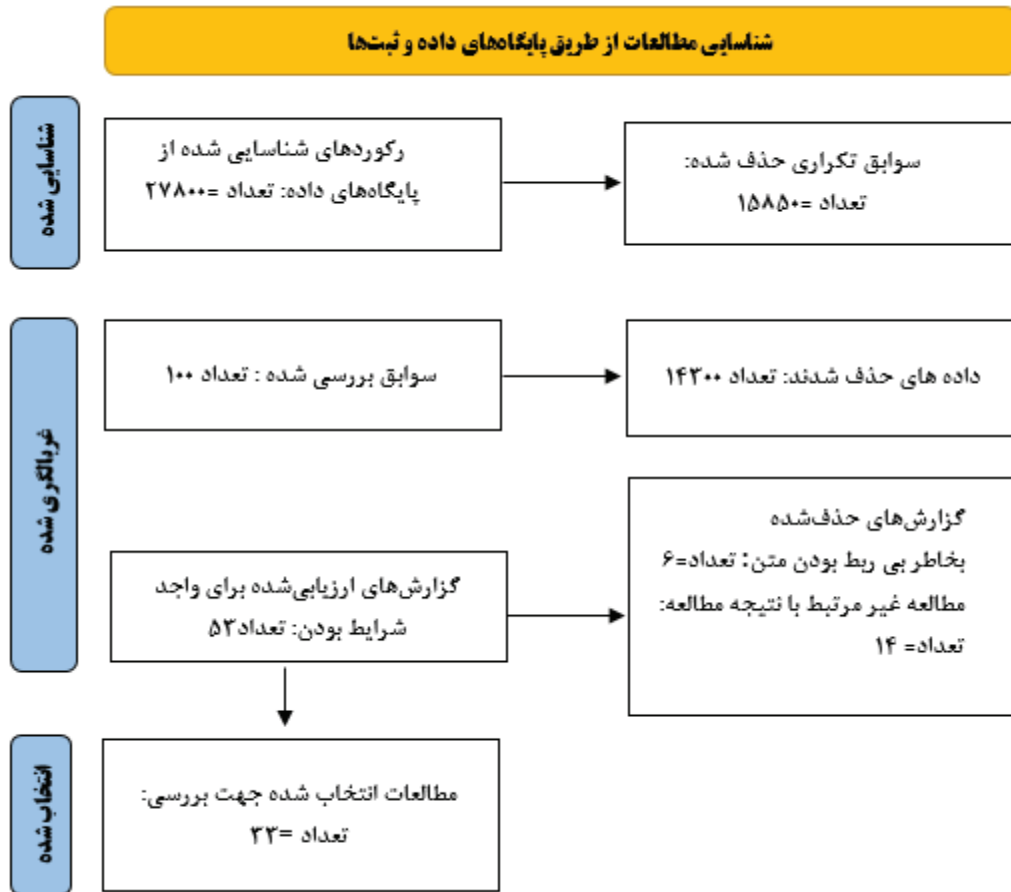 شناسایی مطالعات از طریق پایگاه‌های داده و ثبت‌ها
شناسایی شده
رکوردهای شناسایی شده از
پایگاه‌های داده: تعداد =۲۷۸۰۰
سوابق تکراری حذف شده:
تعداد =۱۵۸۵۰
غربالگری شده
سوابق بررسی شده : تعداد ۱۰۰
داده های حذف شدند: تعداد ۱۴۳۰۰
گزارش‌های ارزیابی‌شده برای واجد
شرایط بودن: تعداد۵۳
گزارش‌های حذف‌شده
بخاطر بی ربط بودن متن: تعداد=۶
مطالعه غیر مرتبط با نتیجه مطالعه:
تعداد= ۱۴
انتخاب شده
مطالعات انتخاب شده جهت بررسی:
تعداد =۳۳